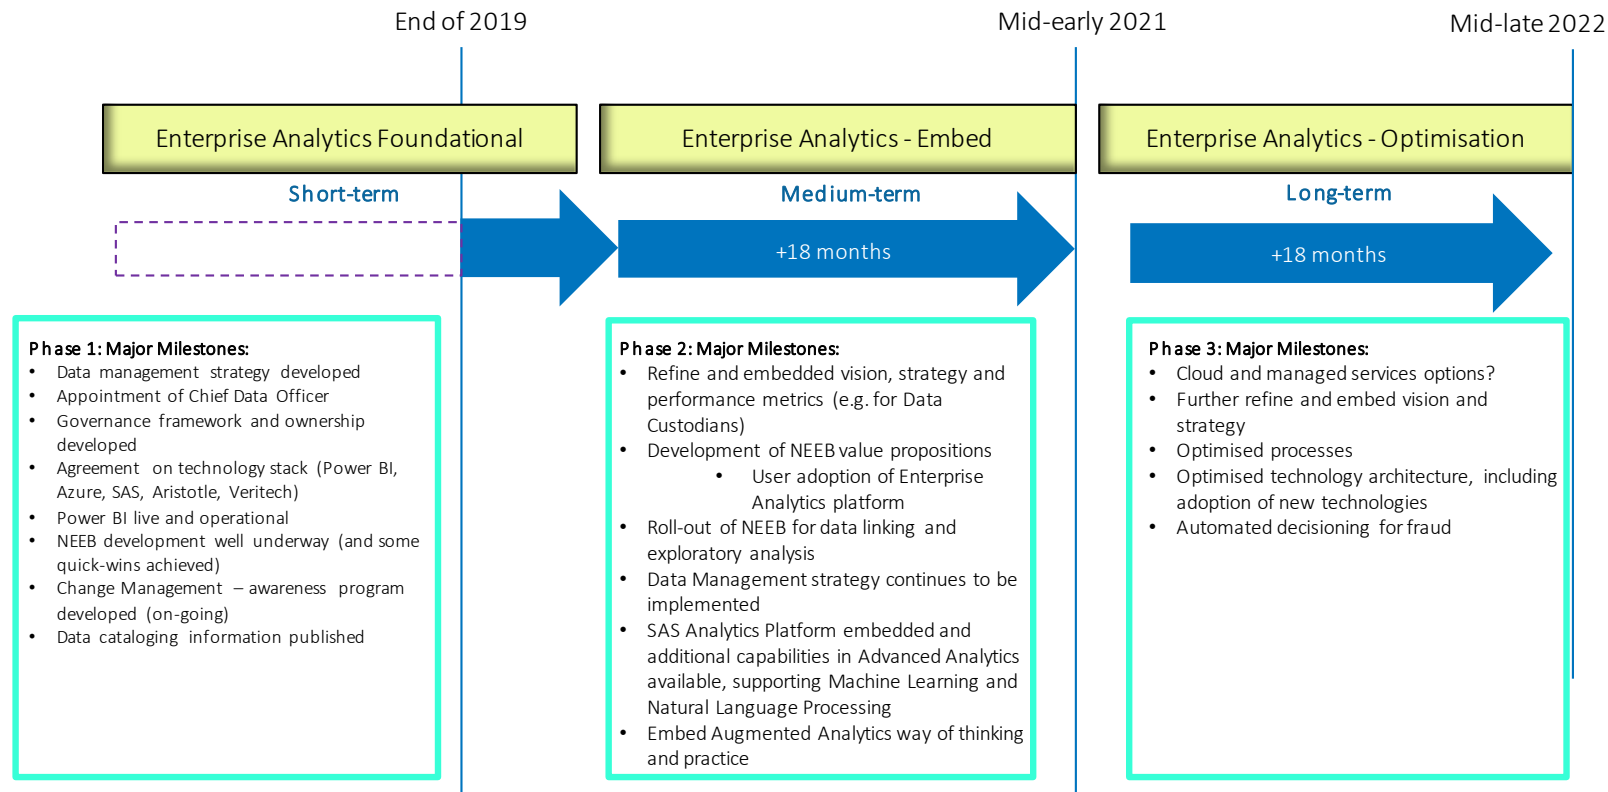 End of 2019
Mid-early 2021
Mid-late 2022
Enterprise Analytics Foundational
Enterprise Analytics - Embed
Enterprise Analytics - Optimisation
Short-term
Medium-term
Long-term
+18 months
+18 months
Phase 1: Major Milestones:
• Data management strategy developed
• Appointment of Chief Data Officer
• Governance framework and ownership
developed
• Agreement on technology stack (Power BI,
Azure, SAS, Aristotle, Veritech)
• Power BI live and operational
• NEEB development well underway (and some
quick-wins achieved)
• Change Management – awareness program
developed (on-going)
• Data cataloging information published
Phase 2: Major Milestones:
• Refine and embedded vision, strategy and
performance metrics (e.g. for Data
Custodians)
• Development of NEEB value propositions
• User adoption of Enterprise
Analytics platform
• Roll-out of NEEB for data linking and
exploratory analysis
• Data Management strategy continues to be
implemented
• SAS Analytics Platform embedded and
additional capabilities in Advanced Analytics
available, supporting Machine Learning and
Natural Language Processing
• Embed Augmented Analytics way of thinking
and practice
Phase 3: Major Milestones:
• Cloud and managed services options?
• Further refine and embed vision and
strategy
• Optimised processes
• Optimised technology architecture, including
adoption of new technologies
• Automated decisioning for fraud